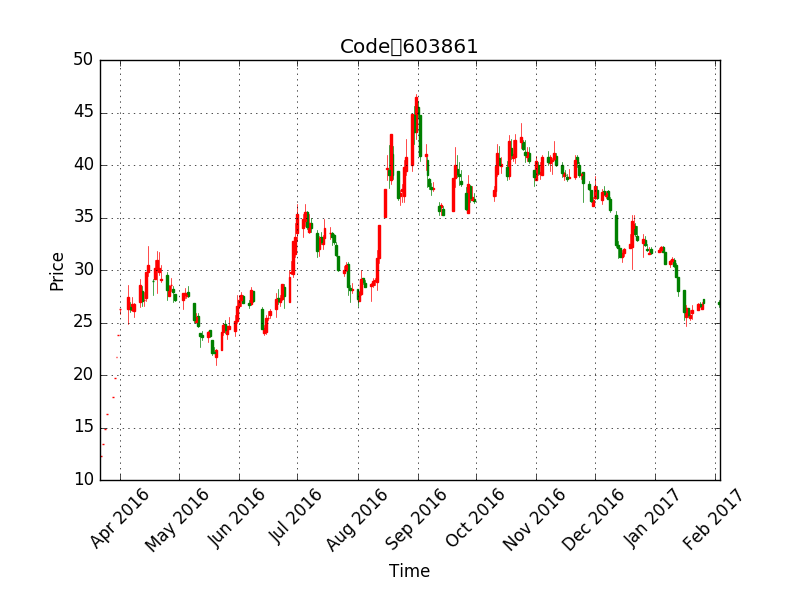 Code▯603861
50
45
40
35
30
25
20
15
10
Price
Apr 2016
May 2016
Jun 2016
Jul 2016
Aug 2016
Sep 2016
Oct 2016
Nov 2016
Dec 2016
Jan 2017
Feb 2017
Time